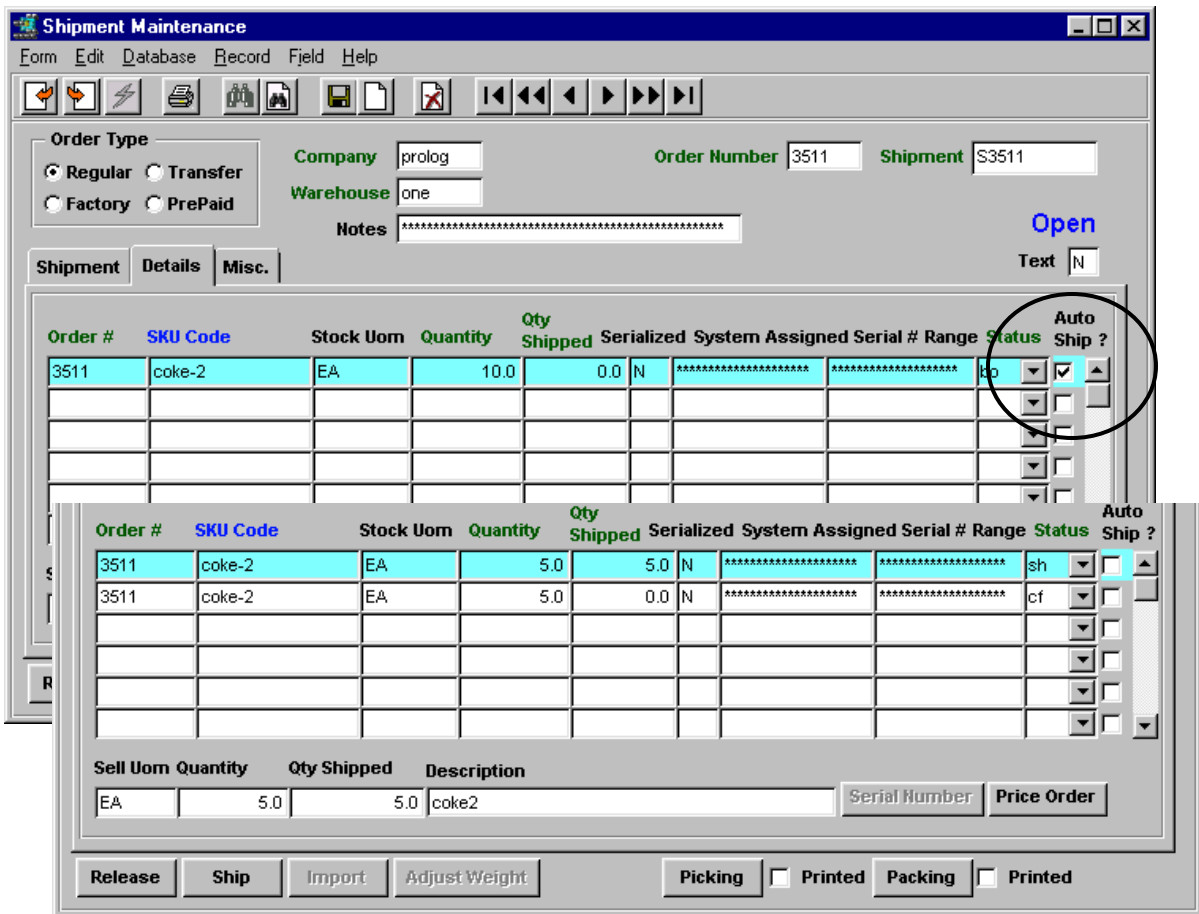 Shipment Maintenance
Form Edit Database Record Field Help
Order Type
Regular Transfer
Factory PrePaid
Company prolog
Warehouse one
Notes ***************************************************
Order Number 3511 Shipment S3511
Open
Text N
Shipment Details Misc.
Order # SKU Code Stock Uom Quantity Qty Shipped Serialized System Assigned Serial # Range Status Auto Ship ?
3511 coke-2 EA 10.0 0.0 N ********************* ******************** bo
Order # SKU Code Stock Uom Quantity Qty Shipped Serialized System Assigned Serial # Range Status Auto Ship ?
3511 coke-2 EA 5.0 5.0 N ********************* ******************** sh
3511 coke-2 EA 5.0 0.0 N ********************* ******************** cf
Sell Uom Quantity Qty Shipped Description
EA 5.0 5.0 coke2
Serial Number Price Order
Release Ship Import Adjust Weight Picking Printed Packing Printed